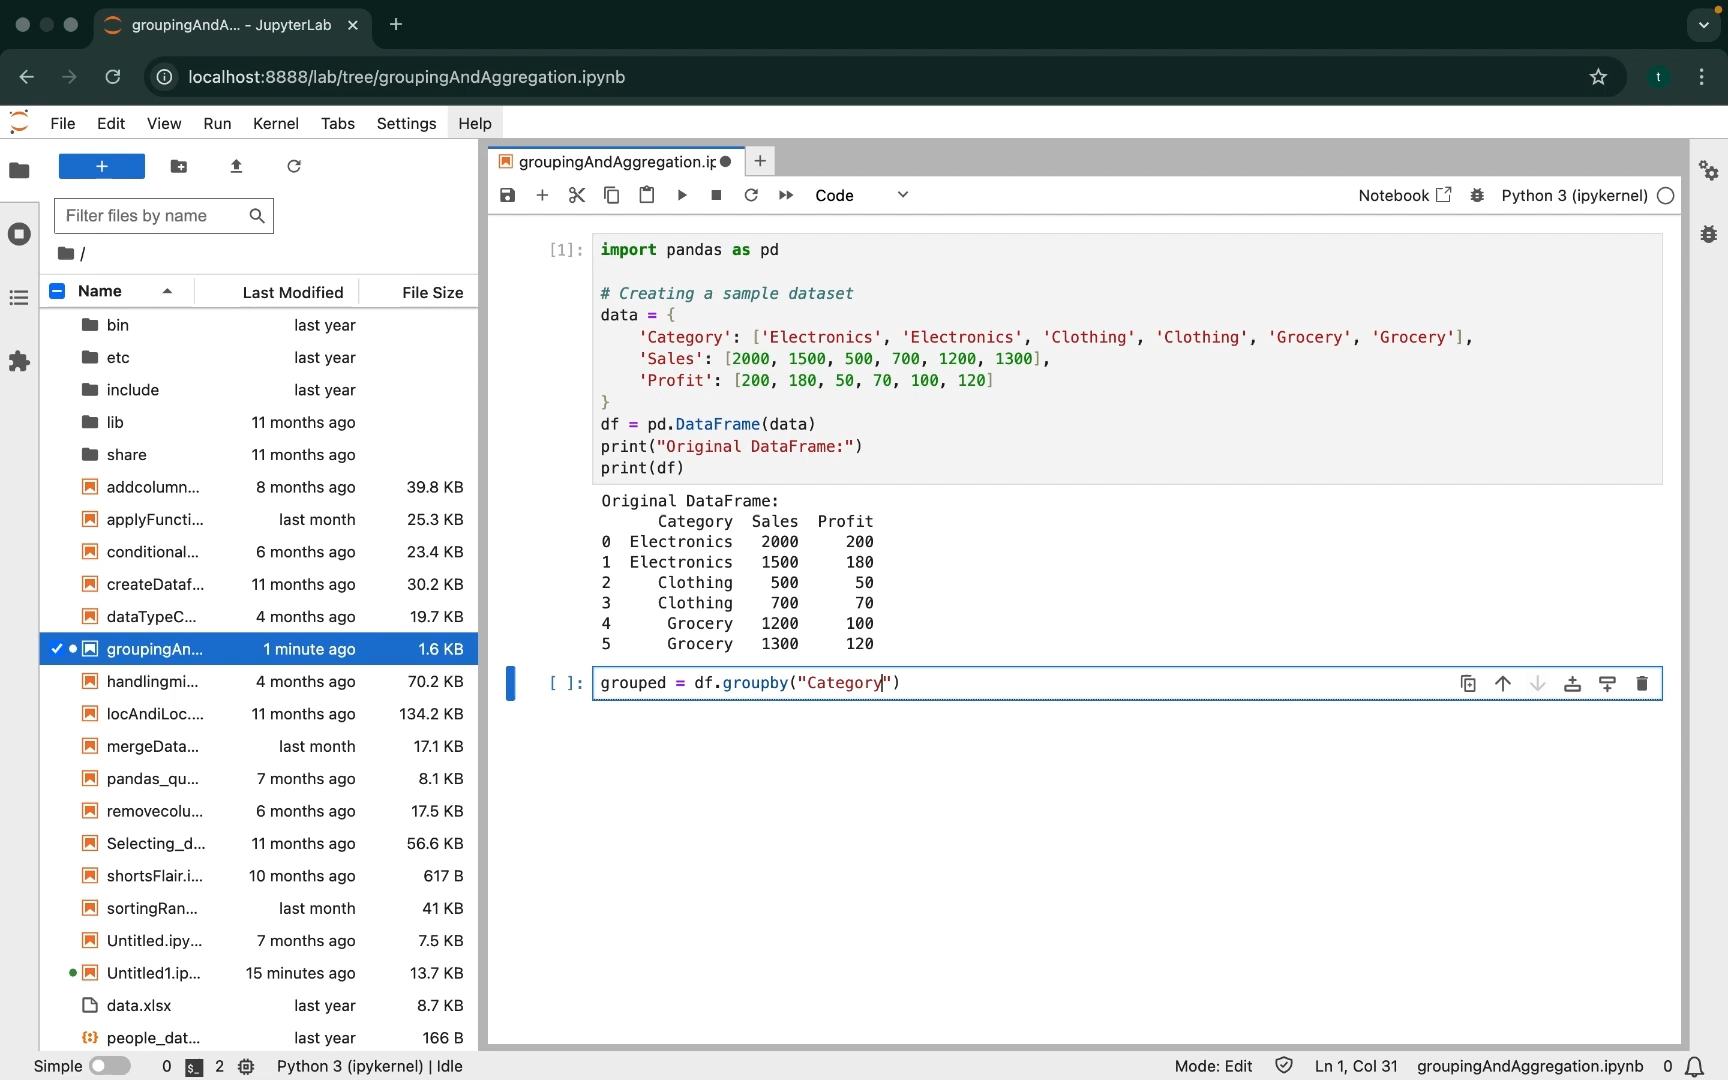 groupingAndA... - JupyterLab
localhost:8888/lab/tree/groupingAndAggregation.ipynb
t
File Edit View Run Kernel Tabs Settings Help
Filter files by name
/
Name Last Modified File Size
bin last year
etc last year
include last year
lib 11 months ago
share 11 months ago
addcolumn... 8 months ago 39.8 KB
applyFuncti... last month 25.3 KB
conditional... 6 months ago 23.4 KB
createDataf... 11 months ago 30.2 KB
dataTypeC... 4 months ago 19.7 KB
groupingAn... 1 minute ago 1.6 KB
handlingmi... 4 months ago 70.2 KB
locAndiLoc.... 11 months ago 134.2 KB
mergeData... last month 17.1 KB
pandas_qu... 7 months ago 8.1 KB
removecolu... 6 months ago 17.5 KB
Selecting_d... 11 months ago 56.6 KB
shortsFlair.i... 10 months ago 617 B
sortingRan... last month 41 KB
Untitled.ipy... 7 months ago 7.5 KB
Untitled1.ip... 15 minutes ago 13.7 KB
data.xlsx last year 8.7 KB
people_dat... last year 166 B
groupingAndAggregation.ip
Code Notebook Python 3 (ipykernel)
[1]: import pandas as pd
# Creating a sample dataset
data = {
'Category': ['Electronics', 'Electronics', 'Clothing', 'Clothing', 'Grocery', 'Grocery'],
'Sales': [2000, 1500, 500, 700, 1200, 1300],
'Profit': [200, 180, 50, 70, 100, 120]
}
df = pd.DataFrame(data)
print("Original DataFrame:")
print(df)
Original DataFrame:
Category Sales Profit
0 Electronics 2000 200
1 Electronics 1500 180
2 Clothing 500 50
3 Clothing 700 70
4 Grocery 1200 100
5 Grocery 1300 120
[ ]: grouped = df.groupby("Category")
Simple 0 2 Python 3 (ipykernel) | Idle Mode: Edit Ln 1, Col 31 groupingAndAggregation.ipynb 0